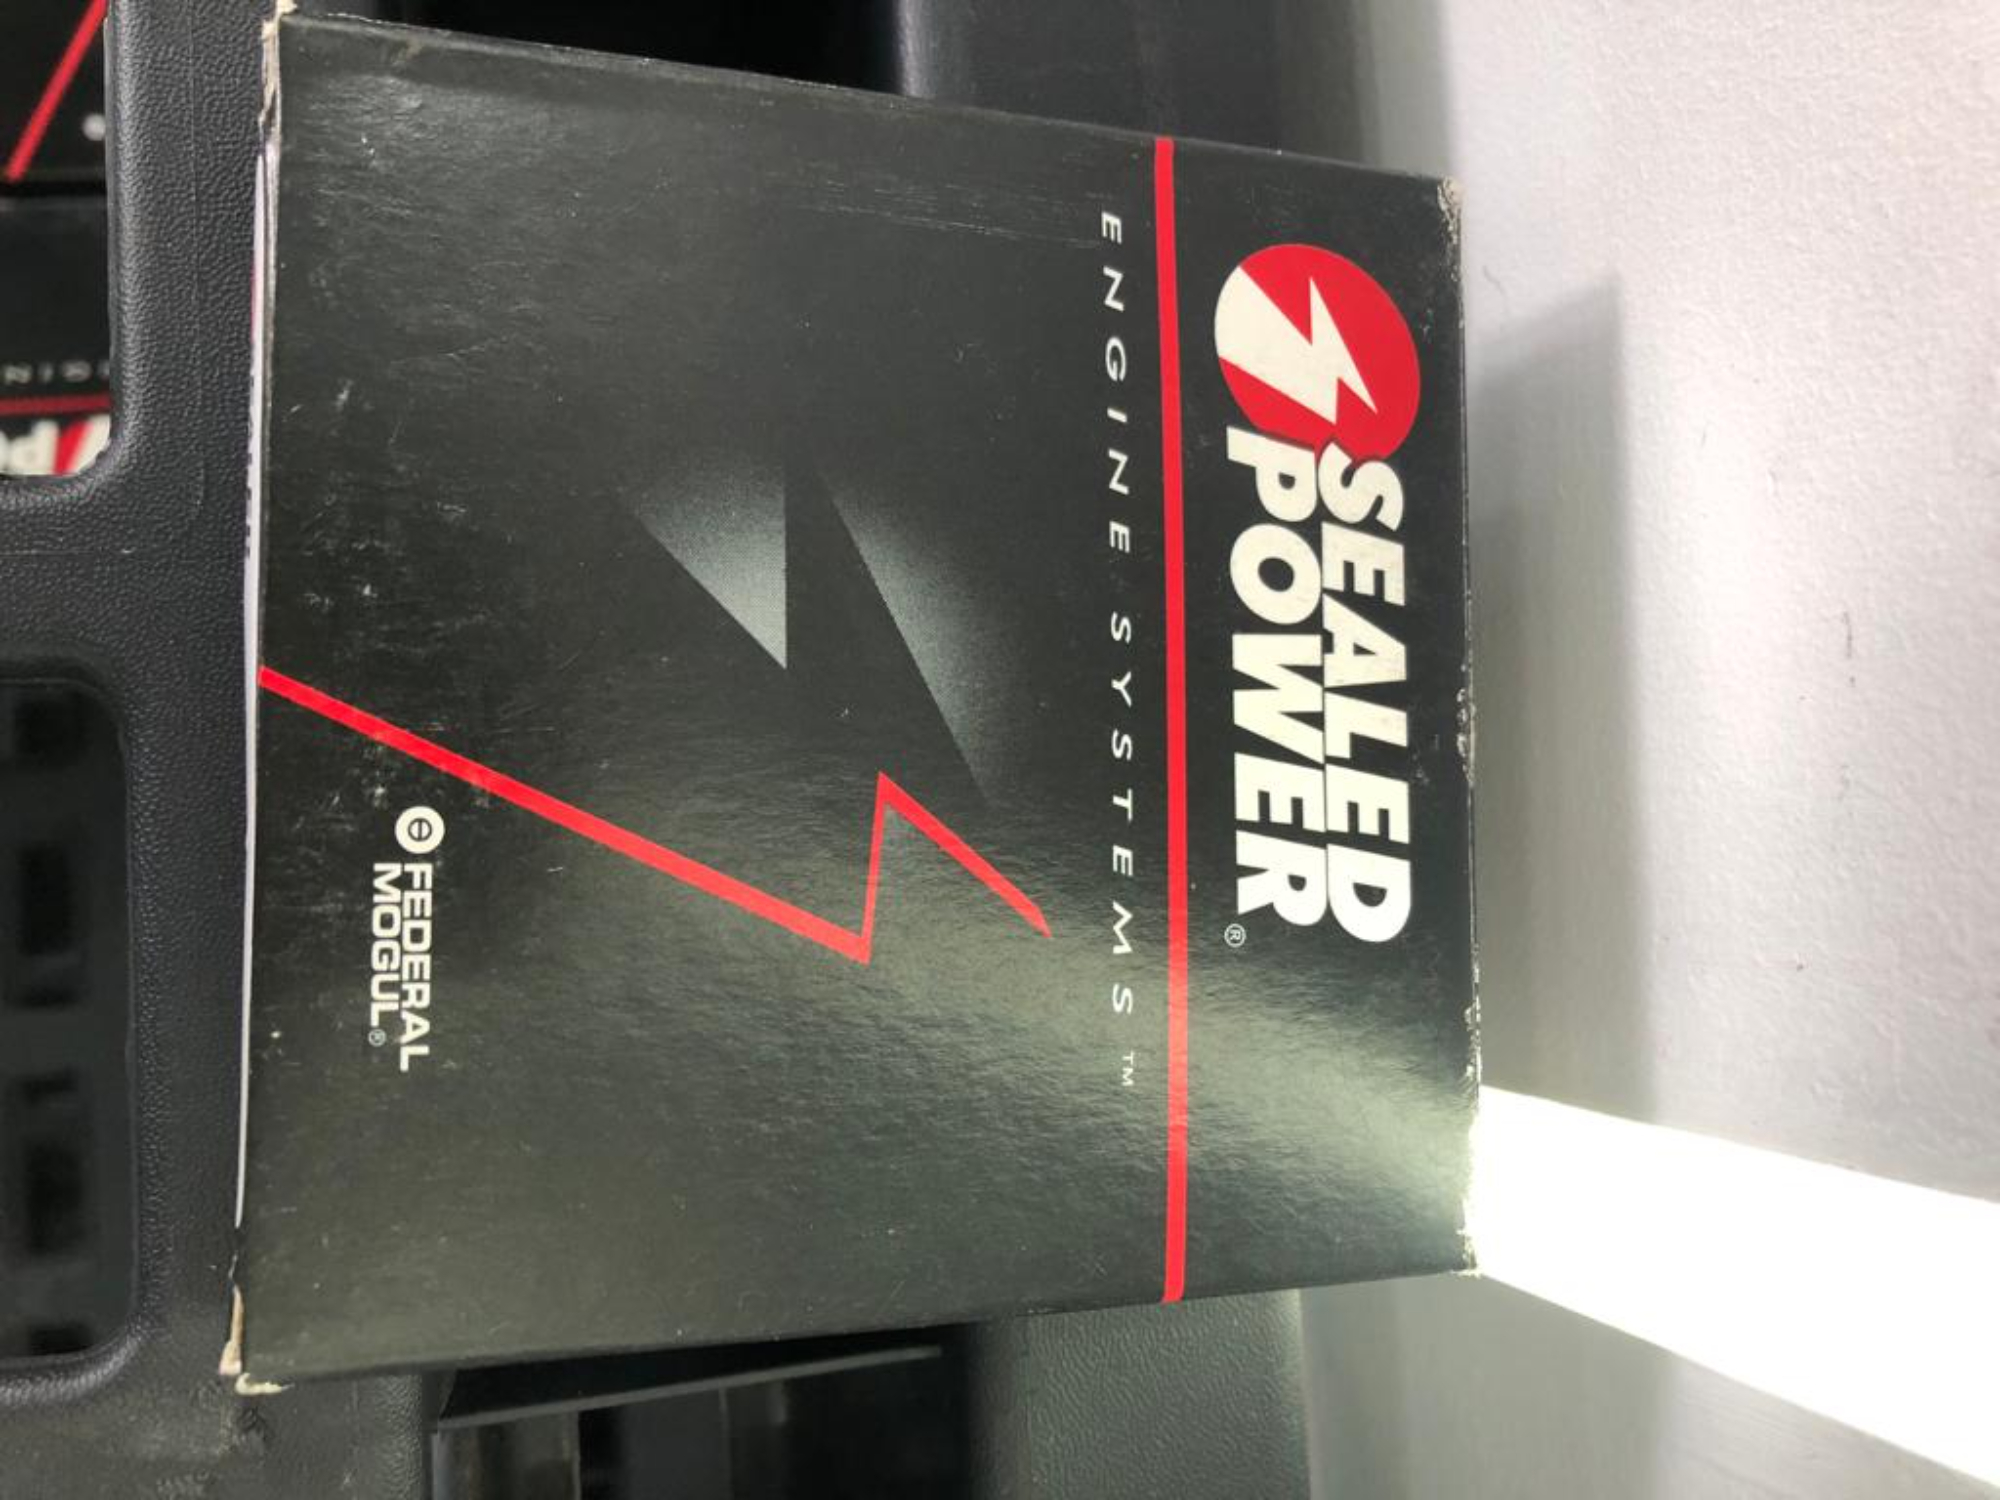 SEALED
POWER®
ENGINE SYSTEMS™
FEDERAL
MOGUL®